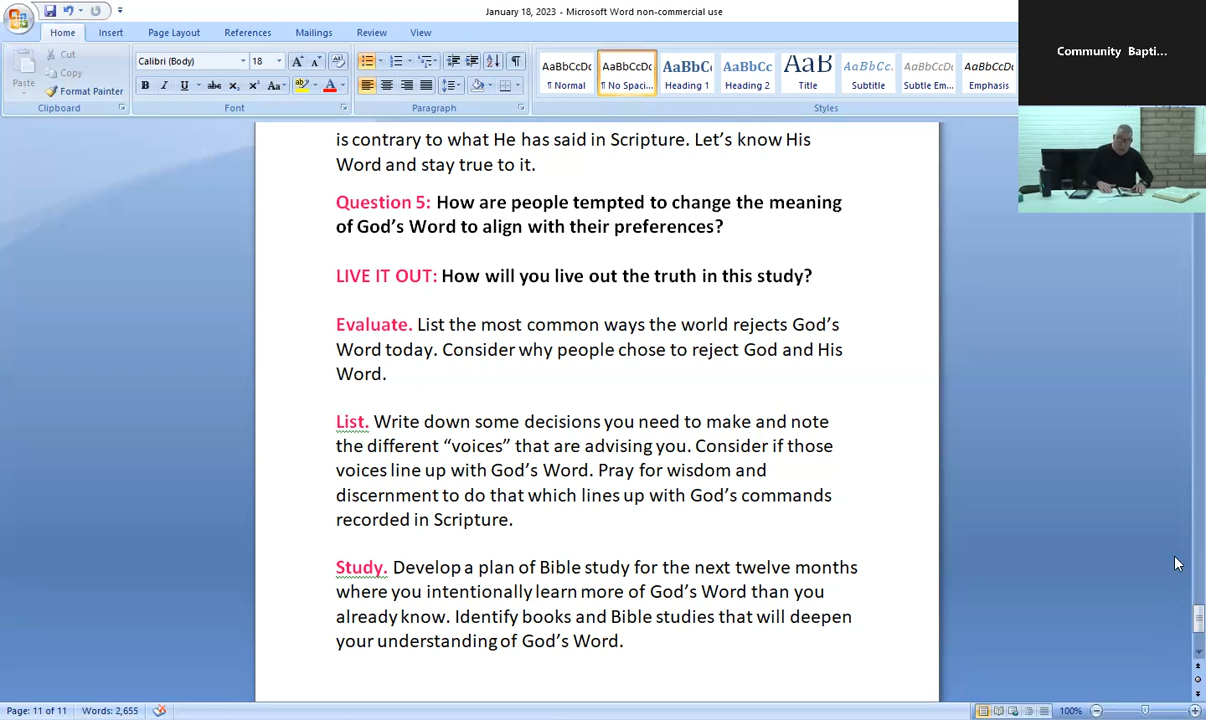 January 18, 2023 - Microsoft Word non-commercial use
Home Insert Page Layout References Mailings Review View
Community Bapti...
Cut
Copy
Paste
Format Painter
Clipboard
Calibri (Body) 18
Font
Paragraph
AaBbCcDc AaBbCcDc AaBbCc AaBbCc AaB AaBbCc. AaBbCcDc AaBbCcDc
¶ Normal ¶ No Spaci... Heading 1 Heading 2 Title Subtitle Subtle Em... Emphasis
Styles
is contrary to what He has said in Scripture. Let’s know His
Word and stay true to it.
Question 5: How are people tempted to change the meaning
of God’s Word to align with their preferences?
LIVE IT OUT: How will you live out the truth in this study?
Evaluate. List the most common ways the world rejects God’s
Word today. Consider why people chose to reject God and His
Word.
List. Write down some decisions you need to make and note
the different “voices” that are advising you. Consider if those
voices line up with God’s Word. Pray for wisdom and
discernment to do that which lines up with God’s commands
recorded in Scripture.
Study. Develop a plan of Bible study for the next twelve months
where you intentionally learn more of God’s Word than you
already know. Identify books and Bible studies that will deepen
your understanding of God’s Word.
Page: 11 of 11 Words: 2,655 100%